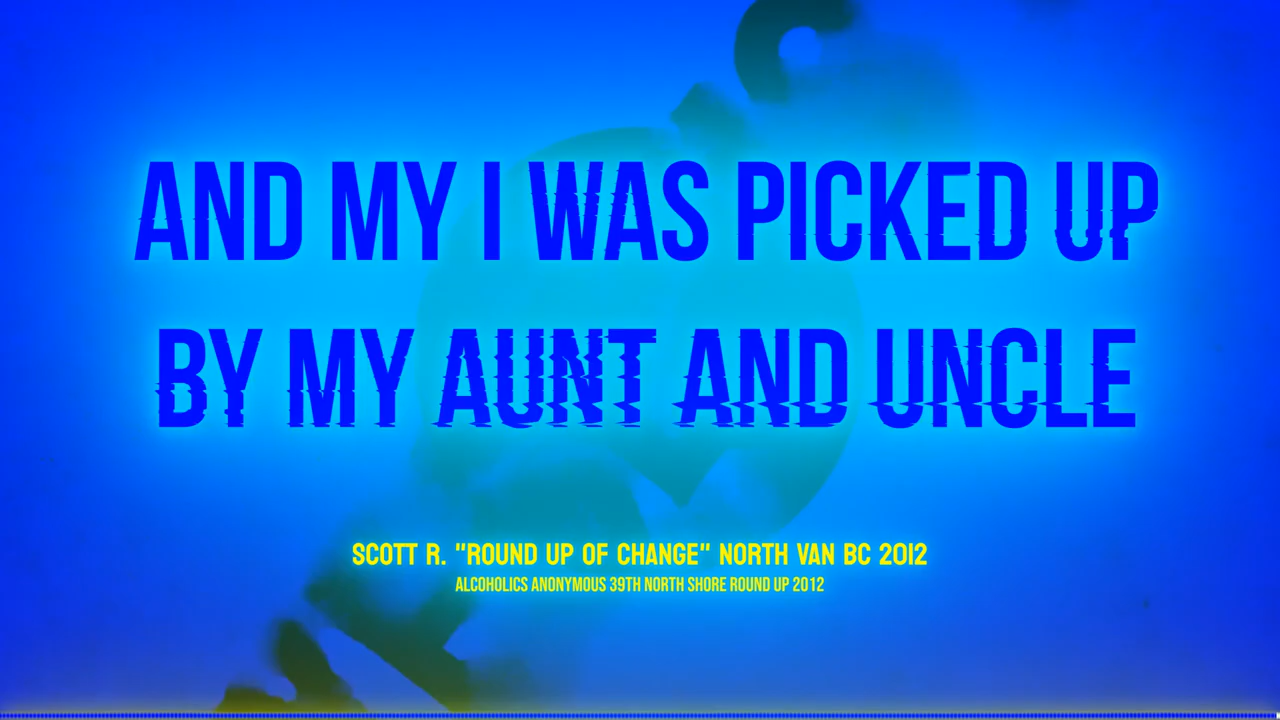 AND MY I WAS PICKED UP
BY MY AUNT AND UNCLE
SCOTT R. "ROUND UP OF CHANGE" NORTH VAN BC 2012
ALCOHOLICS ANONYMOUS 39TH NORTH SHORE ROUND UP 2012